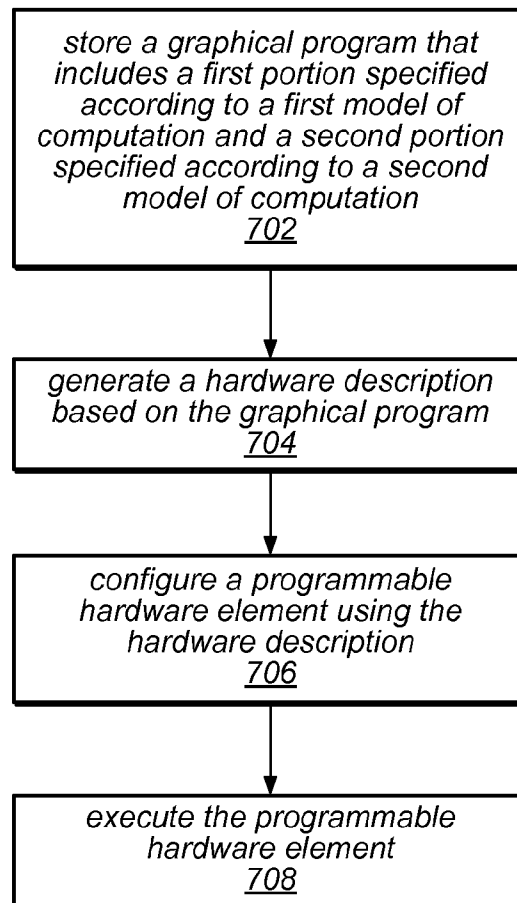 store a graphical program that
includes a first portion specified
according to a first model of
computation and a second portion
specified according to a second
model of computation
702
generate a hardware description
based on the graphical program
704
configure a programmable
hardware element using the
hardware description
706
execute the programmable
hardware element
708